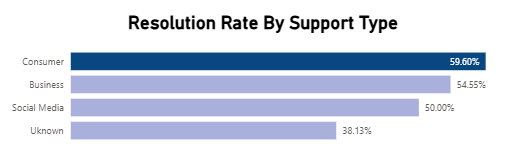 Resolution Rate By Support Type
Consumer 59.60%
Business 54.55%
Social Media 50.00%
Uknown 38.13%